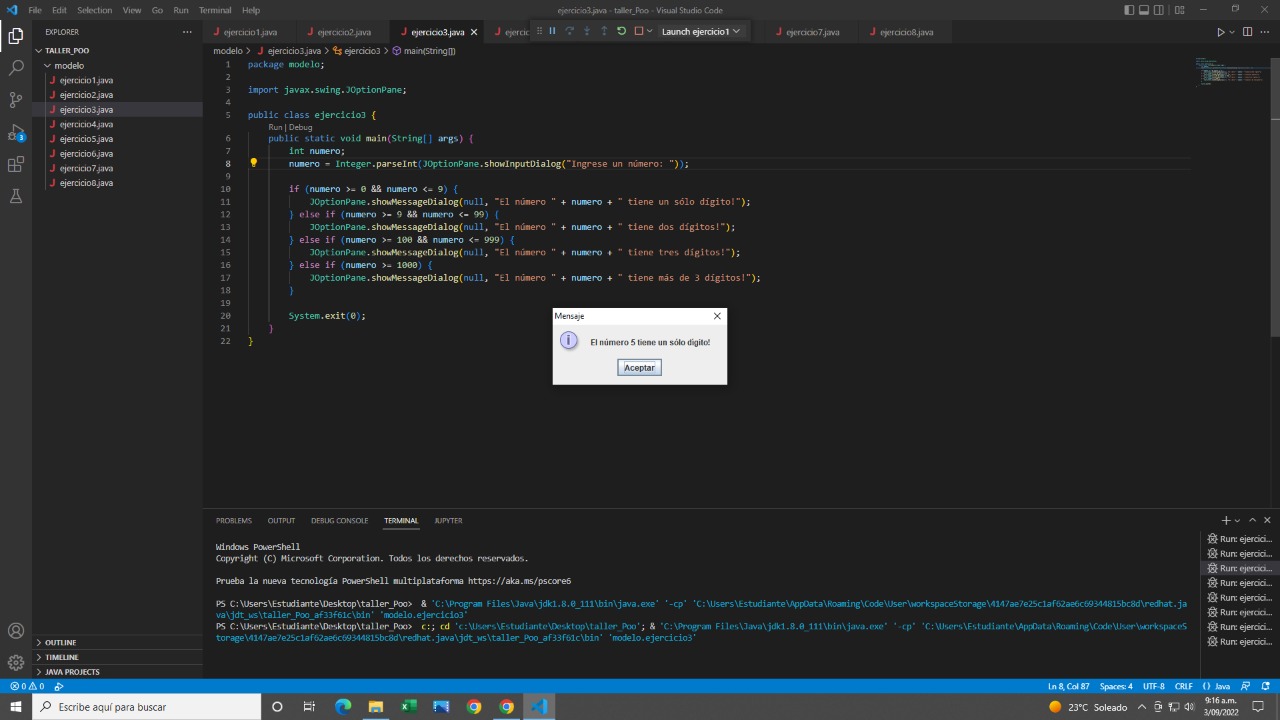 File Edit Selection View Go Run Terminal Help
ejercicio3.java - taller_Poo - Visual Studio Code
EXPLORER
TALLER_POO
modelo
ejercicio1.java
ejercicio2.java
ejercicio3.java
ejercicio4.java
ejercicio5.java
ejercicio6.java
ejercicio7.java
ejercicio8.java
OUTLINE
TIMELINE
JAVA PROJECTS
3
ejercicio1.java ejercicio2.java ejercicio3.java ejercic Launch ejercicio1 ejercicio7.java ejercicio8.java
modelo > ejercicio3.java > ejercicio3 > main(String[])
1 package modelo;
2
3 import javax.swing.JOptionPane;
4
5 public class ejercicio3 {
Run | Debug
6 public static void main(String[] args) {
7 int numero;
8 numero = Integer.parseInt(JOptionPane.showInputDialog("Ingrese un número: "));
9
10 if (numero >= 0 && numero <= 9) {
11 JOptionPane.showMessageDialog(null, "El número " + numero + " tiene un sólo dígito!");
12 } else if (numero >= 9 && numero <= 99) {
13 JOptionPane.showMessageDialog(null, "El número " + numero + " tiene dos dígitos!");
14 } else if (numero >= 100 && numero <= 999) {
15 JOptionPane.showMessageDialog(null, "El número " + numero + " tiene tres dígitos!");
16 } else if (numero >= 1000) {
17 JOptionPane.showMessageDialog(null, "El número " + numero + " tiene más de 3 dígitos!");
18 }
19
20 System.exit(0);
21 }
22 }
Mensaje
El número 5 tiene un sólo dígito!
Aceptar
PROBLEMS OUTPUT DEBUG CONSOLE TERMINAL JUPYTER
Windows PowerShell
Copyright (C) Microsoft Corporation. Todos los derechos reservados.
Prueba la nueva tecnología PowerShell multiplataforma https://aka.ms/pscore6
PS C:\Users\Estudiante\Desktop\taller_Poo> & 'C:\Program Files\Java\jdk1.8.0_111\bin\java.exe' '-cp' 'C:\Users\Estudiante\AppData\Roaming\Code\User\workspaceStorage\4147ae7e25c1af62ae6c69344815bc8d\redhat.ja
va\jdt_ws\taller_Poo_af33f61c\bin' 'modelo.ejercicio3'
PS C:\Users\Estudiante\Desktop\taller_Poo> c:; cd 'c:\Users\Estudiante\Desktop\taller_Poo'; & 'C:\Program Files\Java\jdk1.8.0_111\bin\java.exe' '-cp' 'C:\Users\Estudiante\AppData\Roaming\Code\User\workspaceS
torage\4147ae7e25c1af62ae6c69344815bc8d\redhat.java\jdt_ws\taller_Poo_af33f61c\bin' 'modelo.ejercicio3'
Run: ejercici...
Run: ejercici...
Run: ejercici...
Run: ejercici...
Run: ejercici...
Run: ejercici...
Run: ejercici...
Run: ejercici...
0 0 Ln 8, Col 87 Spaces: 4 UTF-8 CRLF {} Java
Escribe aquí para buscar
23°C Soleado
9:16 a.m.
3/09/2022